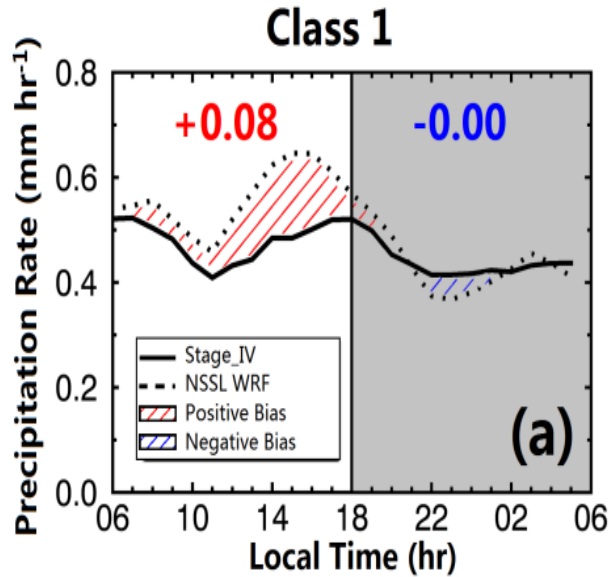 Class 1
Precipitation Rate (mm hr⁻¹)
0.8
0.6
0.4
0.2
0.0
+0.08
-0.00
Stage_IV
NSSL WRF
Positive Bias
Negative Bias
(a)
06 10 14 18 22 02 06
Local Time (hr)